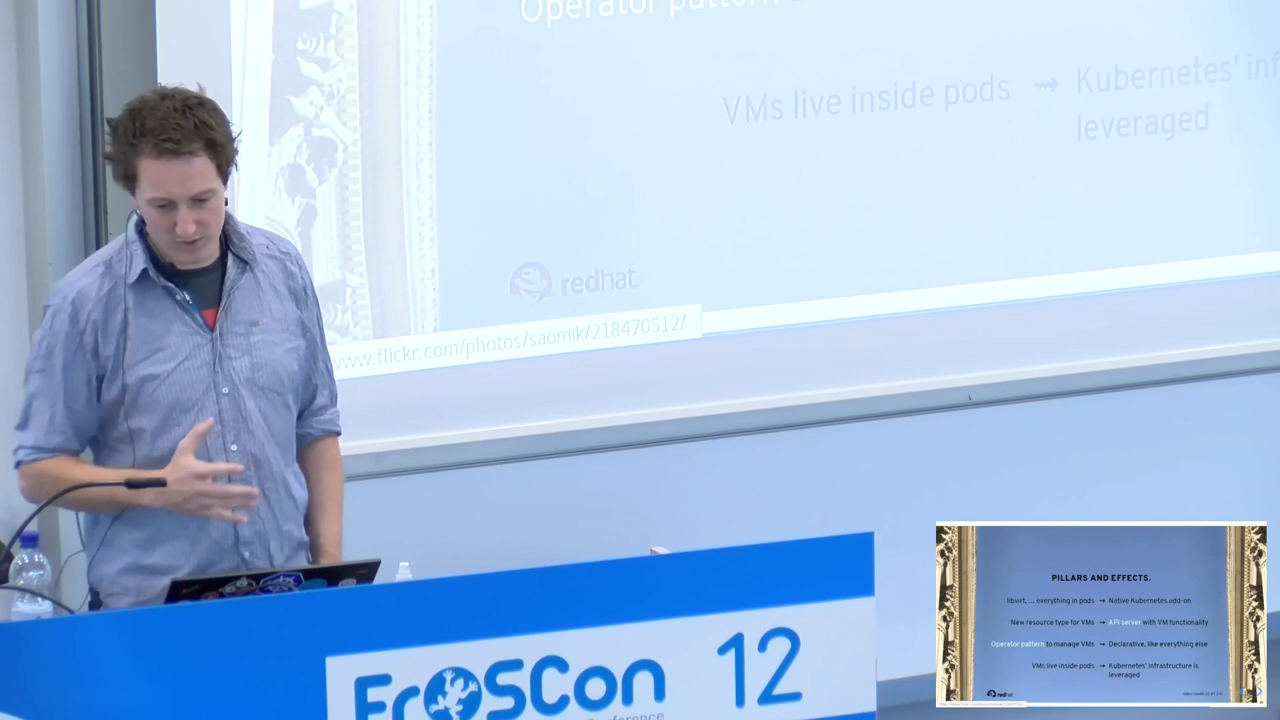 Operator pattern
VMs live inside pods ⇝ Kubernetes' inf
leveraged
redhat
www.flickr.com/photos/saomik/218470512/
FrOSCon 12
PILLARS AND EFFECTS.
libvirt, ... everything in pods → Native Kubernetes add-on
New resource type for VMs → API server with VM functionality
Operator pattern to manage VMs → Declarative, like everything else
VMs live inside pods → Kubernetes' infrastructure is
leveraged
redhat